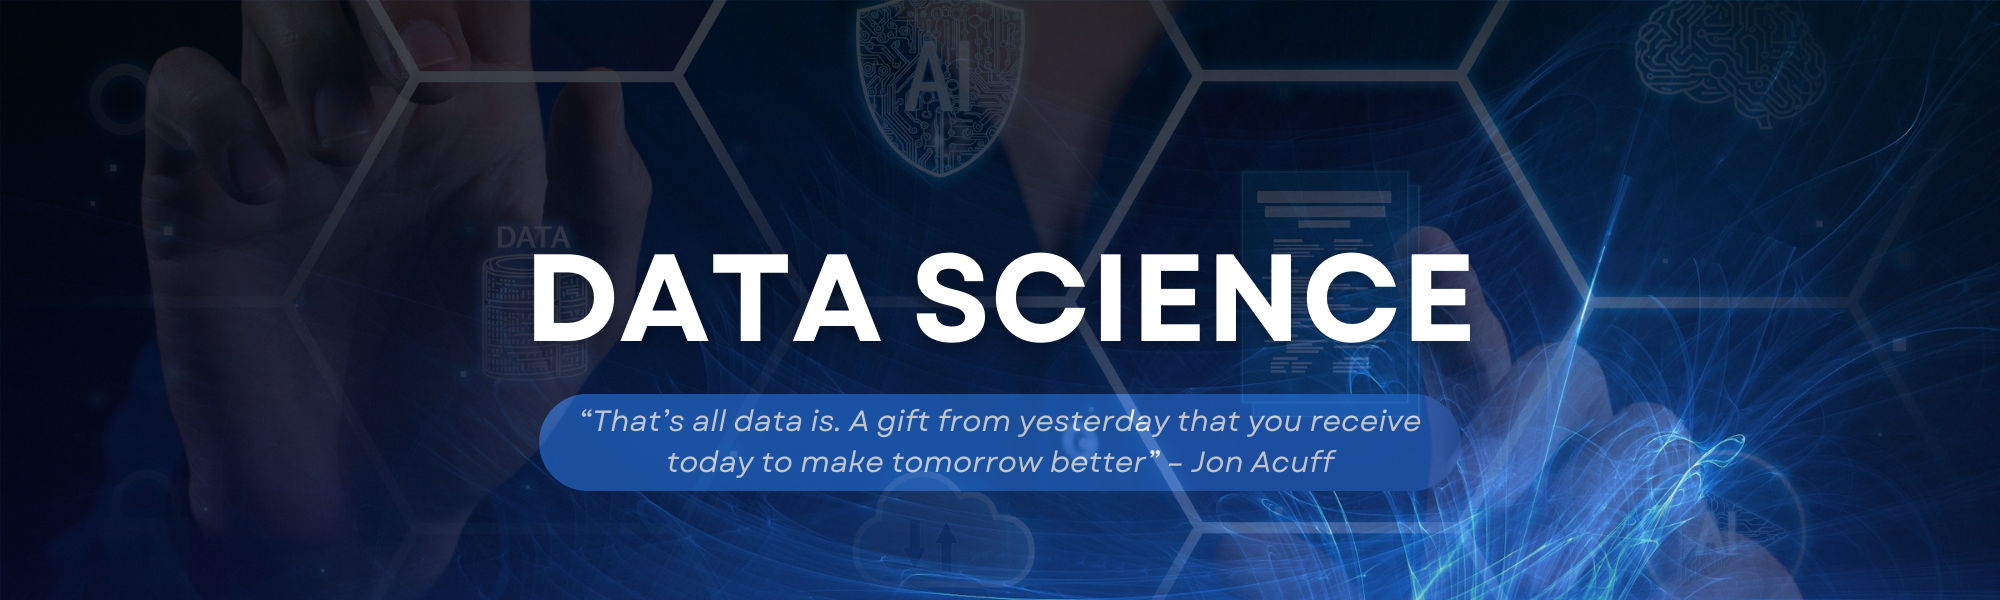 AI
DATA
DATA SCIENCE
“That’s all data is. A gift from yesterday that you receive
today to make tomorrow better” – Jon Acuff
AI